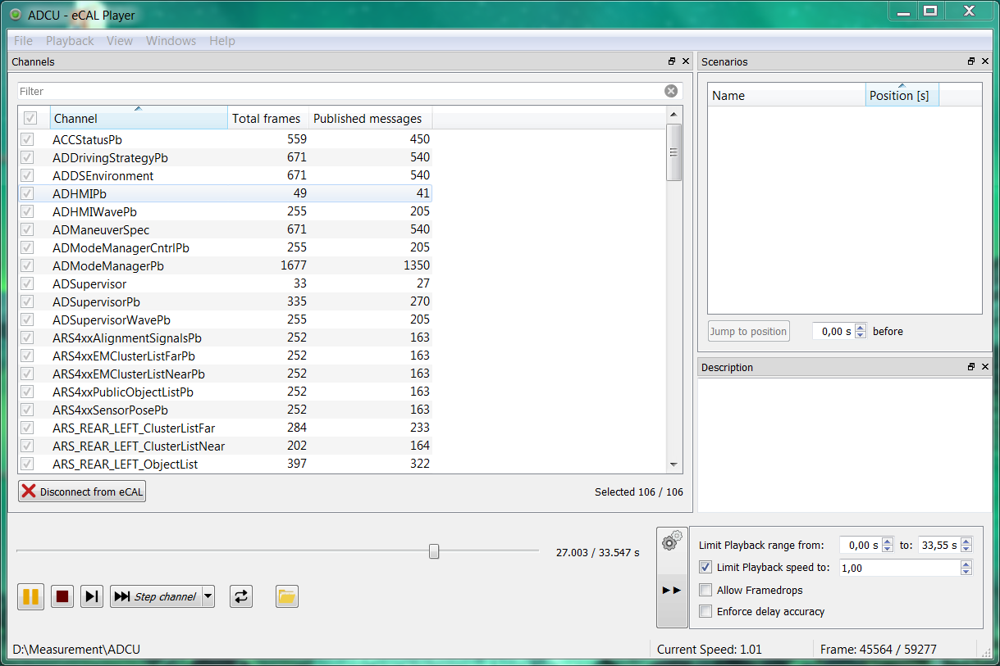 ADCU - eCAL Player
File Playback View Windows Help
Channels
Filter
Channel Total frames Published messages
ACCStatusPb 559 450
ADDrivingStrategyPb 671 540
ADDSEnvironment 671 540
ADHMIPb 49 41
ADHMIWavePb 255 205
ADManeuverSpec 671 540
ADModeManagerCntrlPb 255 205
ADModeManagerPb 1677 1350
ADSupervisor 33 27
ADSupervisorPb 335 270
ADSupervisorWavePb 255 205
ARS4xxAlignmentSignalsPb 252 163
ARS4xxEMClusterListFarPb 252 163
ARS4xxEMClusterListNearPb 252 163
ARS4xxPublicObjectListPb 252 163
ARS4xxSensorPosePb 252 163
ARS_REAR_LEFT_ClusterListFar 284 233
ARS_REAR_LEFT_ClusterListNear 202 164
ARS_REAR_LEFT_ObjectList 397 322
Disconnect from eCAL
Selected 106 / 106
Scenarios
Name Position [s]
Jump to position 0,00 s before
Description
27.003 / 33.547 s
Step channel
Limit Playback range from: 0,00 s to: 33,55 s
Limit Playback speed to: 1,00
Allow Framedrops
Enforce delay accuracy
D:\Measurement\ADCU
Current Speed: 1.01
Frame: 45564 / 59277